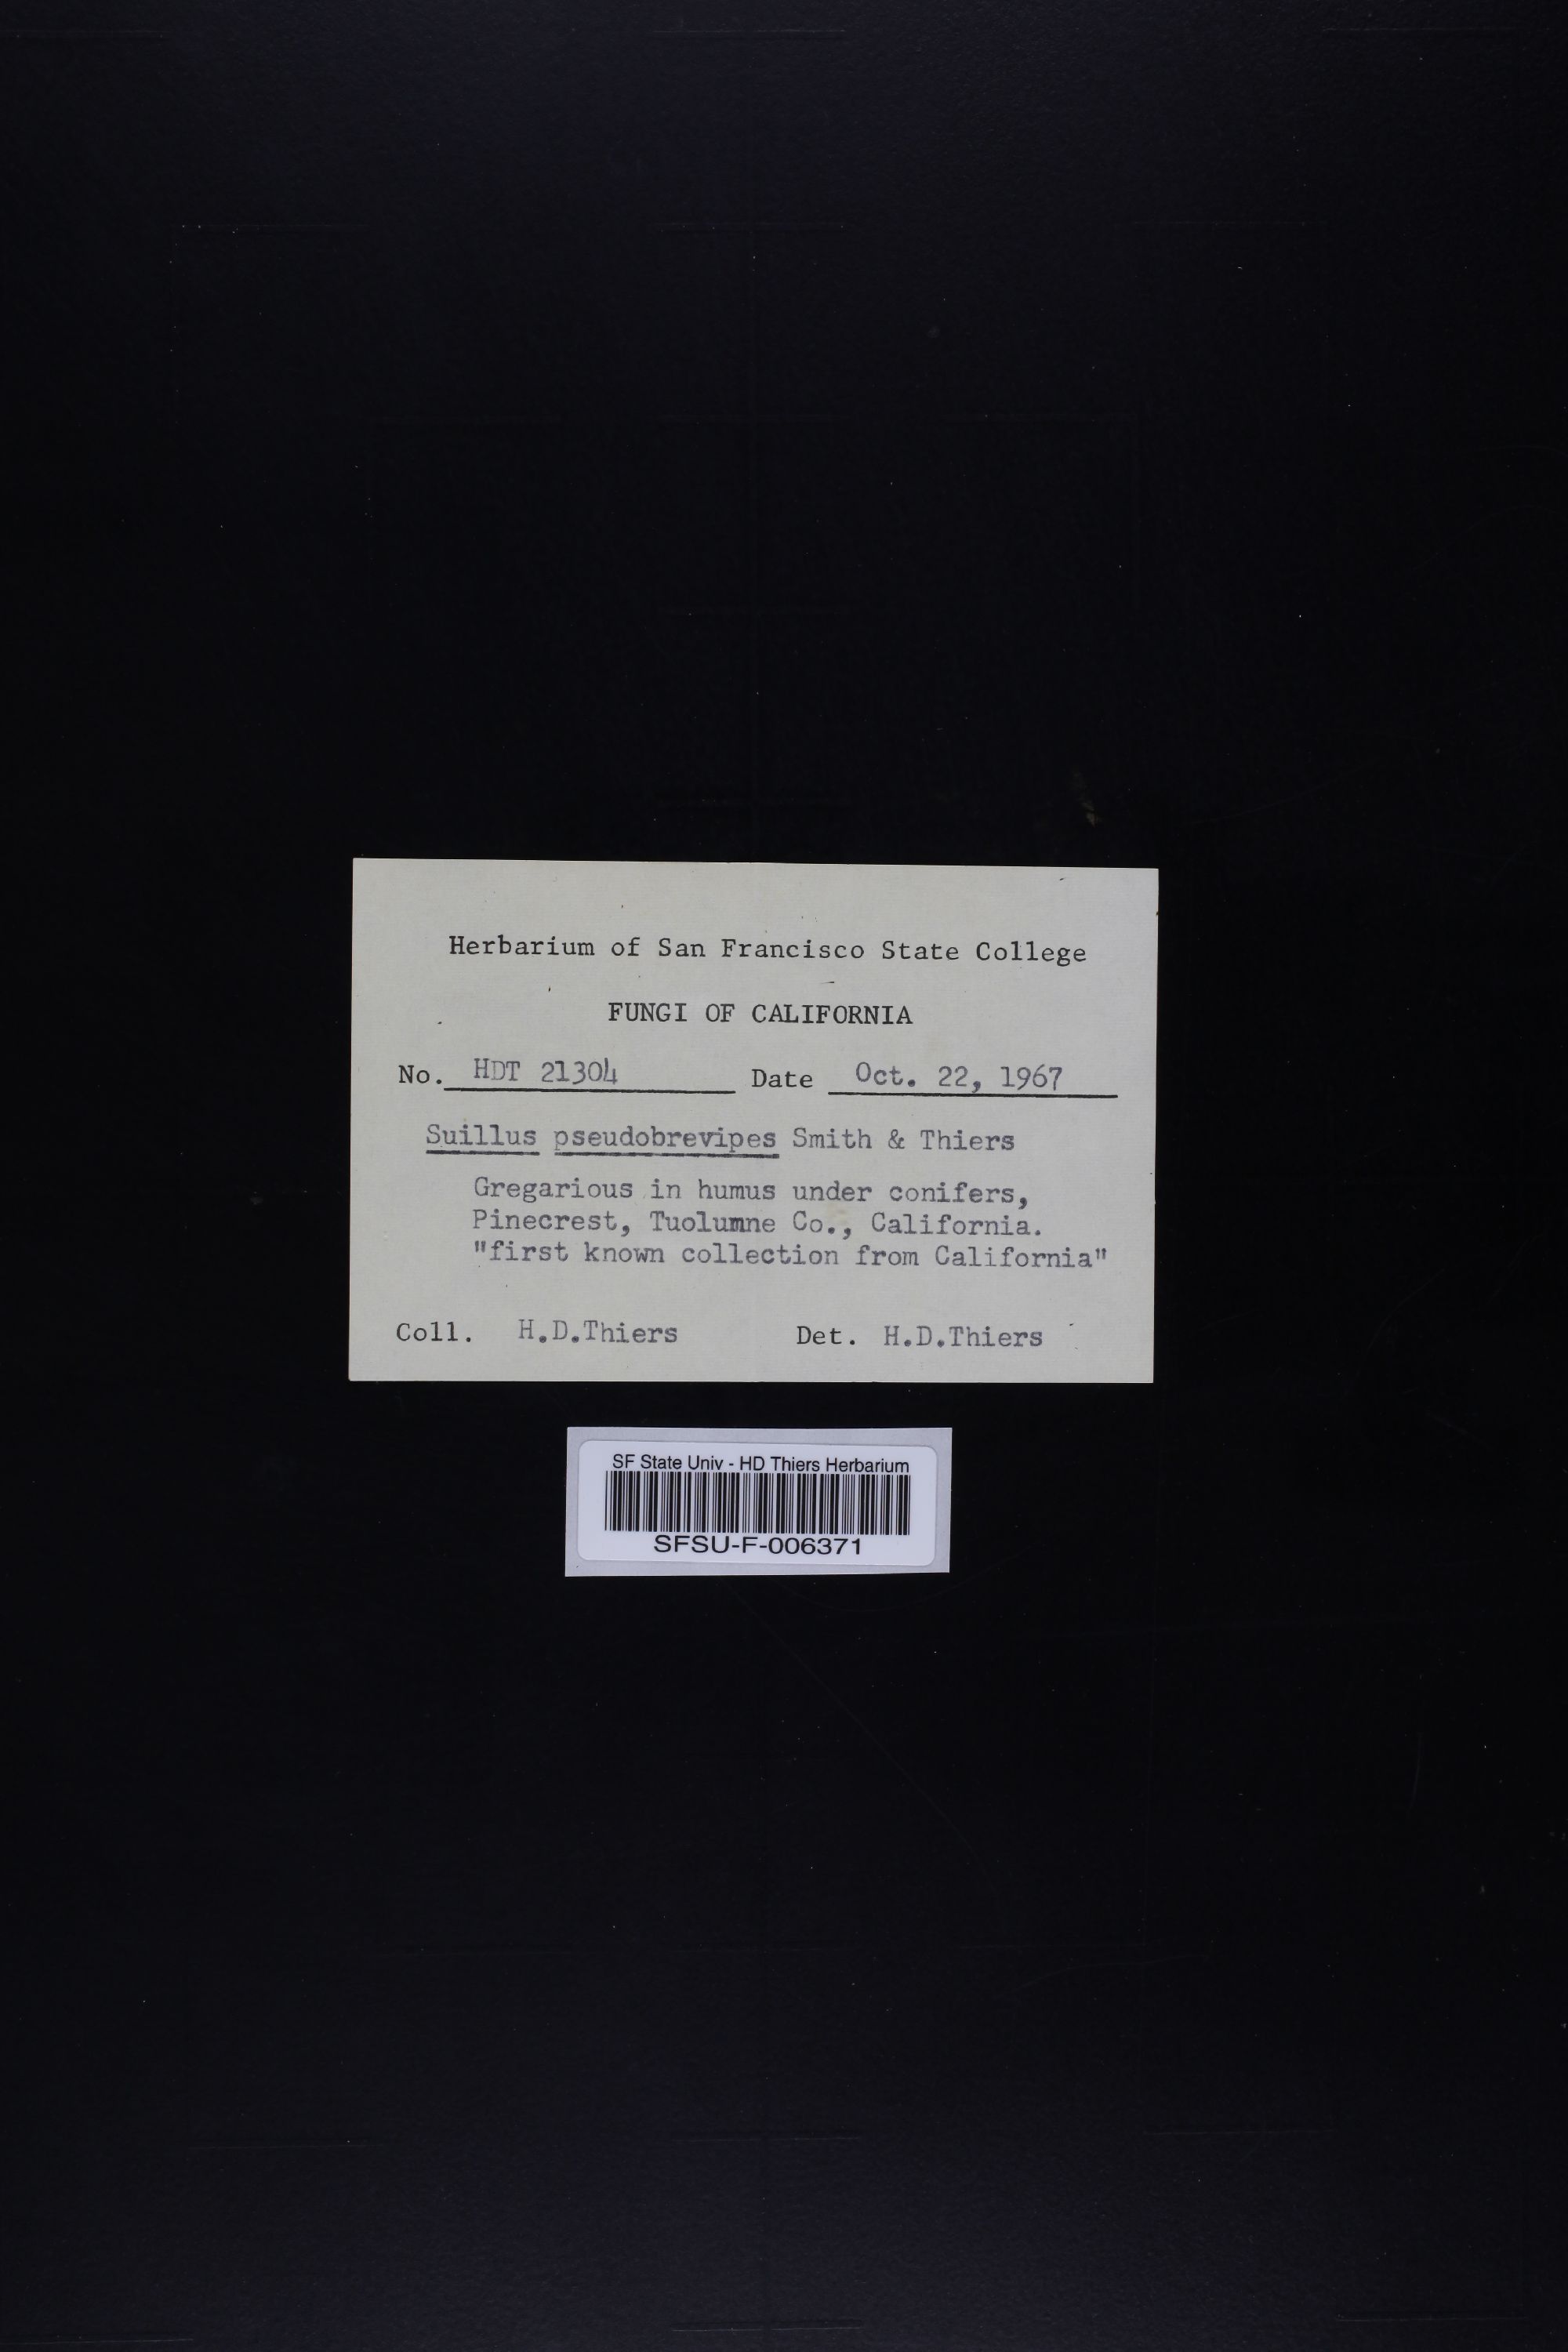 Herbarium of San Francisco State College
FUNGI OF CALIFORNIA
No. HDT 21304 Date Oct. 22, 1967
Suillus pseudobrevipes Smith & Thiers
Gregarious in humus under conifers,
Pinecrest, Tuolumne Co., California.
"first known collection from California"
Coll. H.D.Thiers Det. H.D.Thiers
SF State Univ - HD Thiers Herbarium
SFSU-F-006371